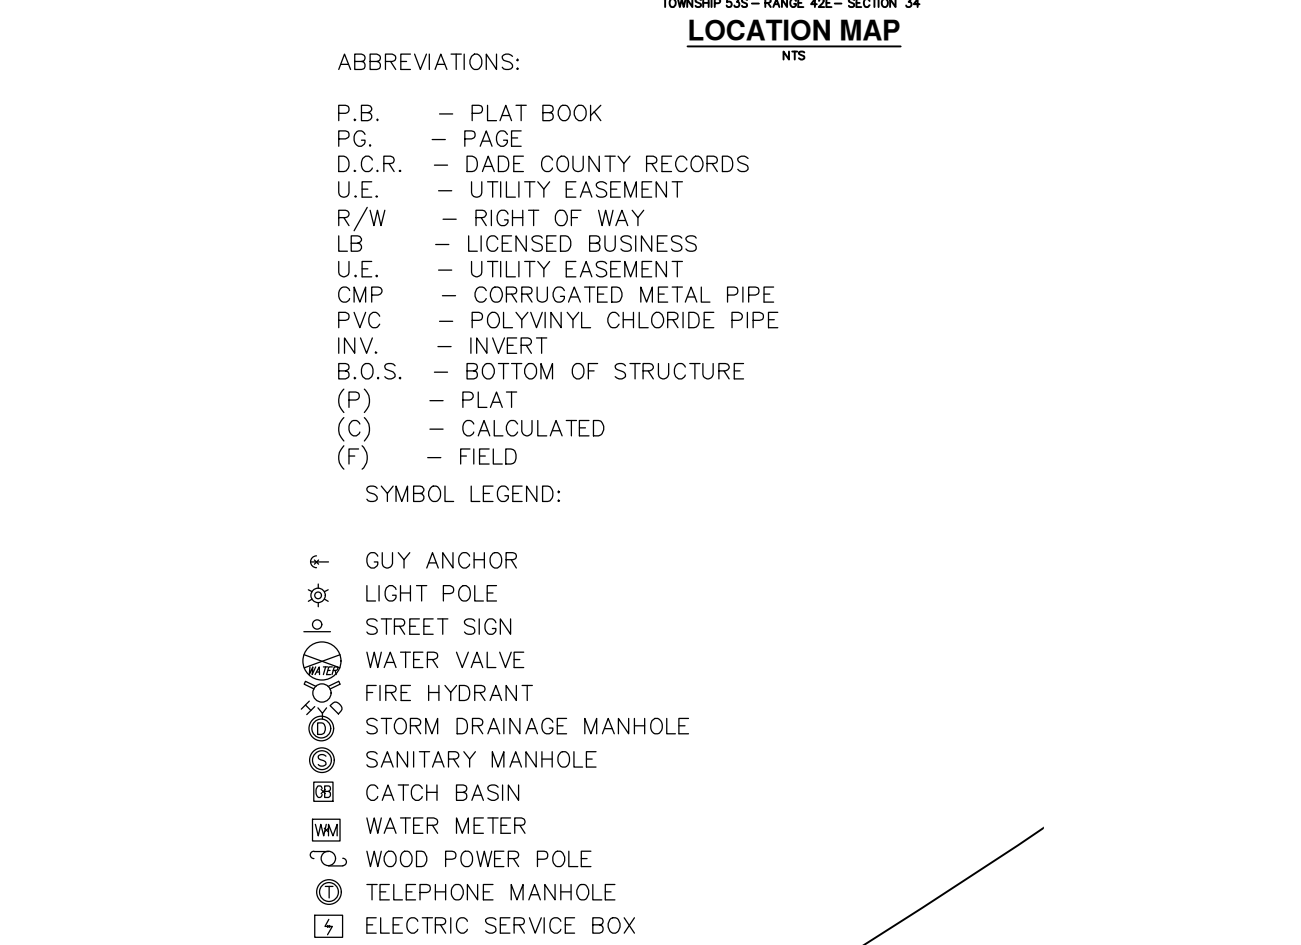 TOWNSHIP 53S – RANGE 42E – SECTION 34
LOCATION MAP
NTS
ABBREVIATIONS:
P.B. – PLAT BOOK
PG. – PAGE
D.C.R. – DADE COUNTY RECORDS
U.E. – UTILITY EASEMENT
R/W – RIGHT OF WAY
LB – LICENSED BUSINESS
U.E. – UTILITY EASEMENT
CMP – CORRUGATED METAL PIPE
PVC – POLYVINYL CHLORIDE PIPE
INV. – INVERT
B.O.S. – BOTTOM OF STRUCTURE
(P) – PLAT
(C) – CALCULATED
(F) – FIELD
SYMBOL LEGEND:
GUY ANCHOR
LIGHT POLE
STREET SIGN
WATER WATER VALVE
FIRE HYDRANT
HYD
D STORM DRAINAGE MANHOLE
S SANITARY MANHOLE
CB CATCH BASIN
WM WATER METER
WOOD POWER POLE
T TELEPHONE MANHOLE
ELECTRIC SERVICE BOX